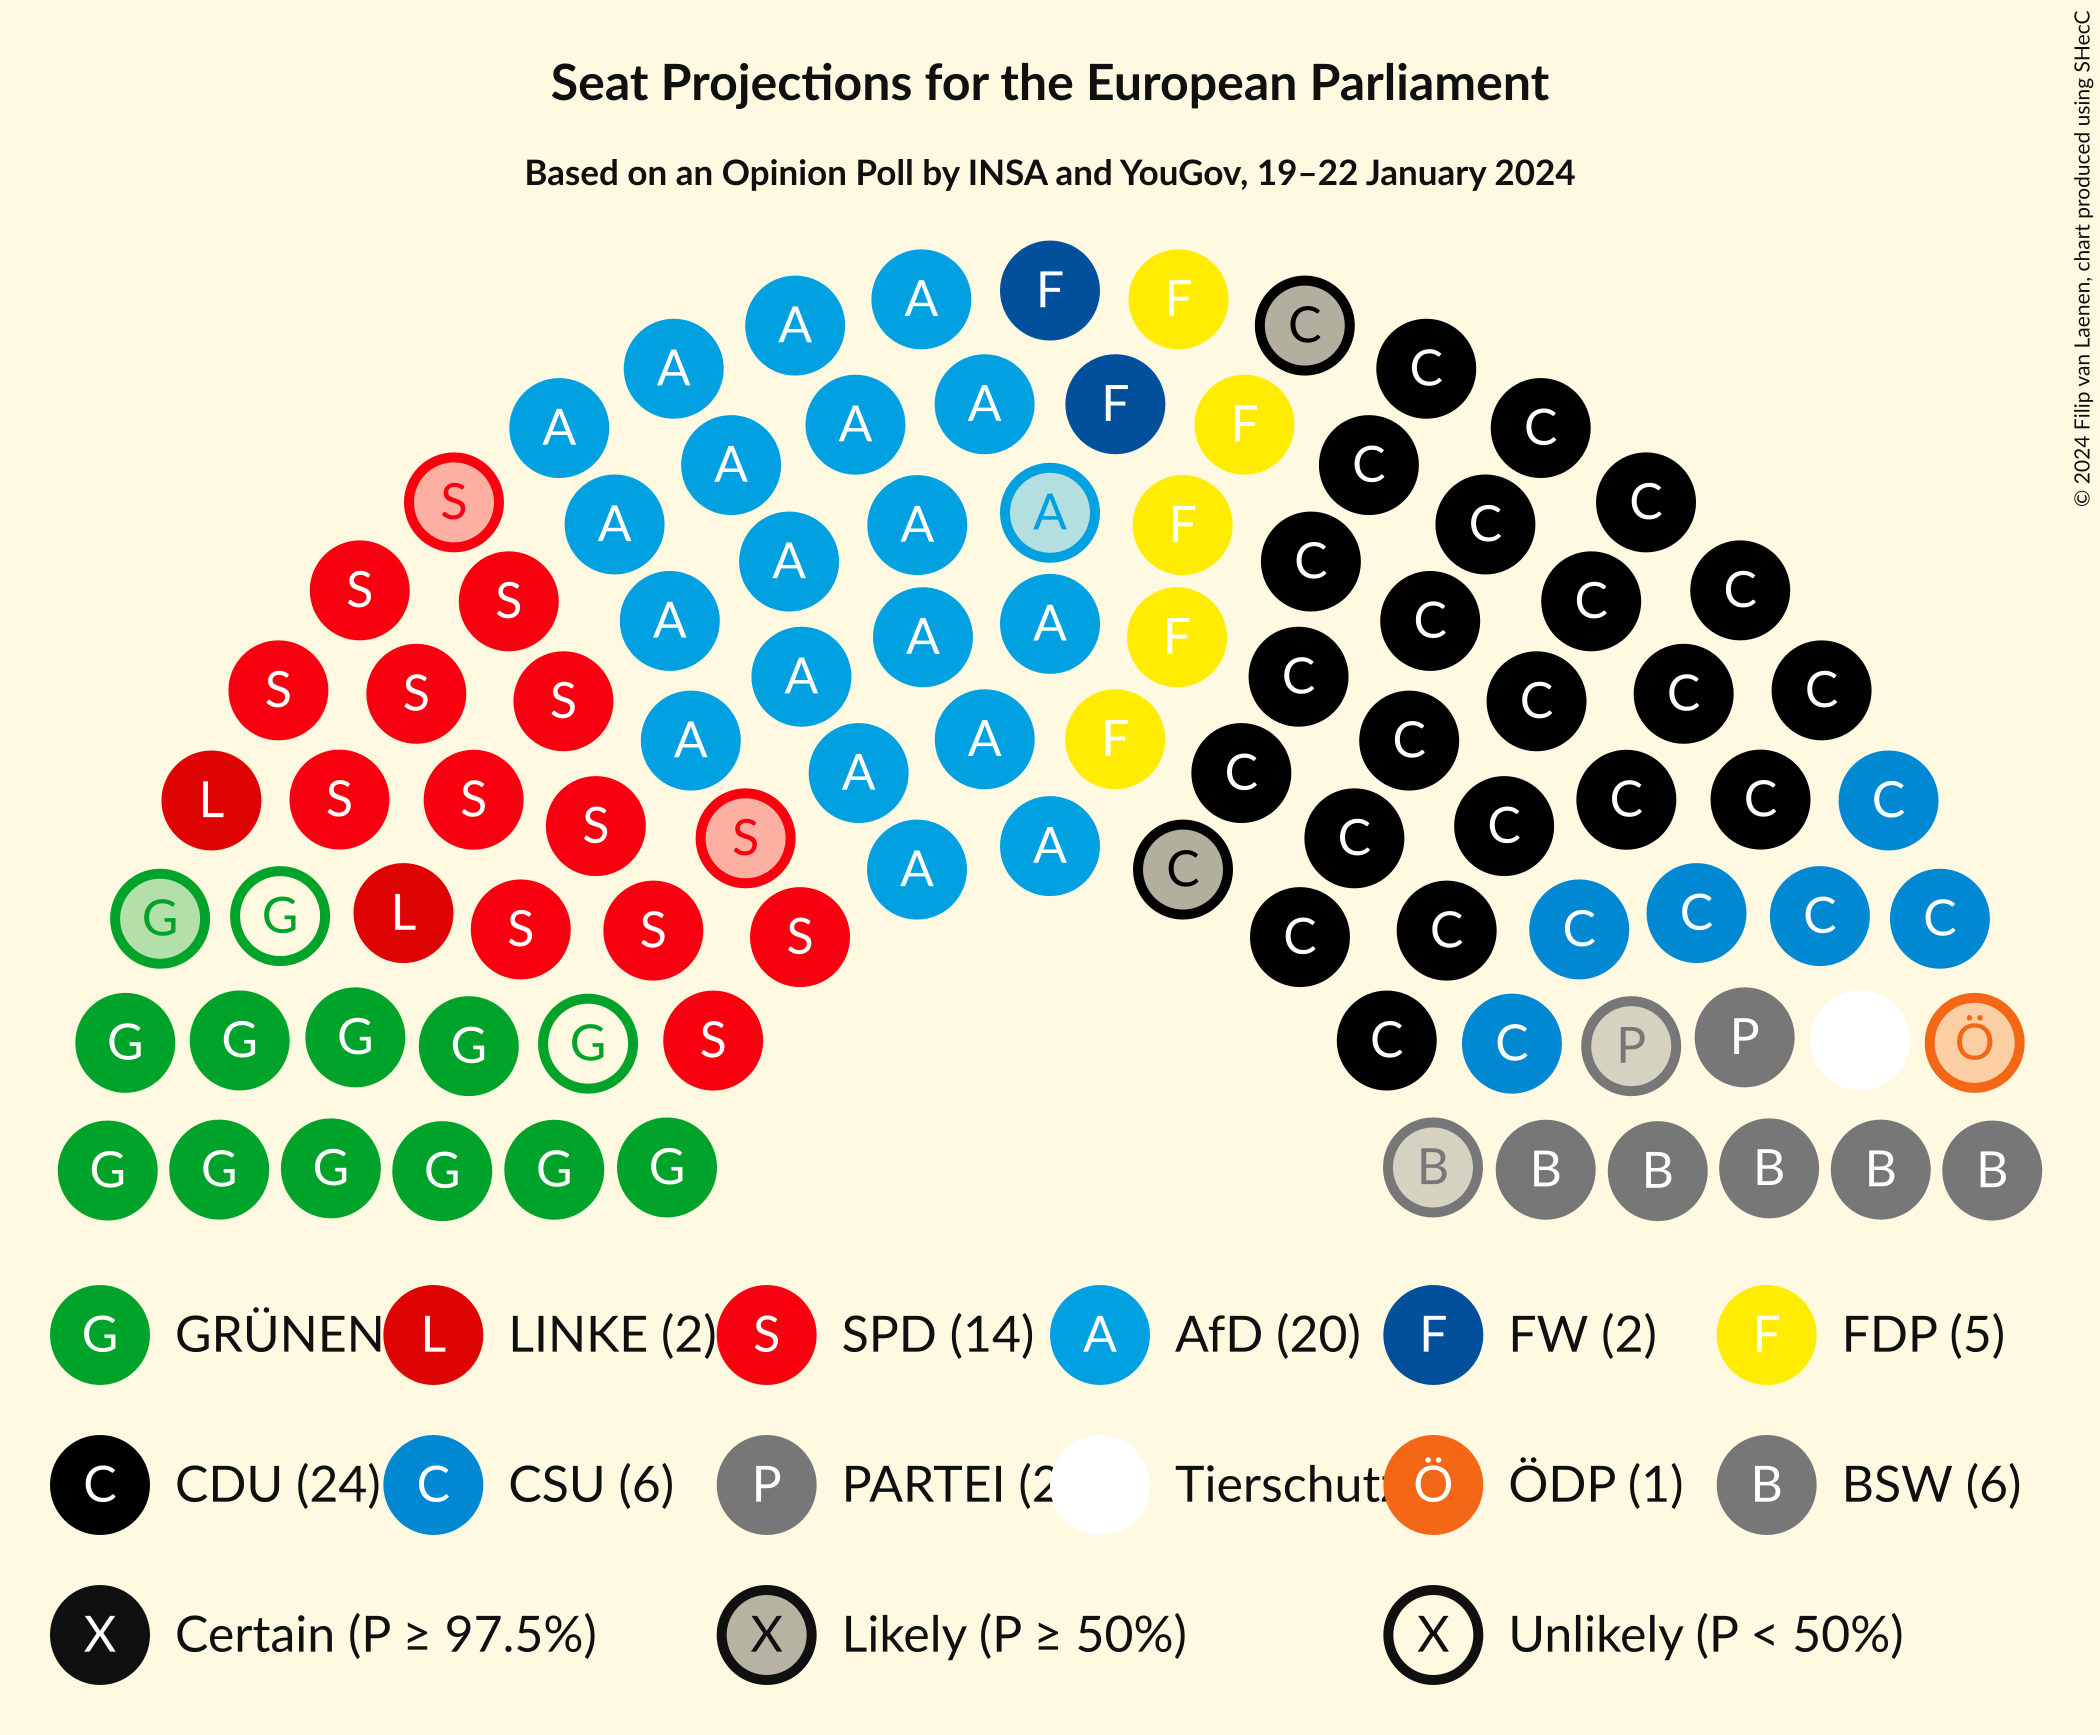 Seat Projections for the European Parliament
Based on an Opinion Poll by INSA and YouGov, 19–22 January 2024
© 2024 Filip van Laenen, chart produced using SHecC
F
A F
A C
A C
A F A C
A F
A C
S A C C
A A F
A C
S S C C
A A C
A F
S S S A A C C C C
A F
A C
L S S A C C C C
S A C C
S C
G G L S S S A A C C C C C C C C
G G G G G S C C P P Ö
G G G G G G B B B B B B
G GRÜNEN L LINKE (2) S SPD (14) A AfD (20) F FW (2) F FDP (5)
C CDU (24) C CSU (6) P PARTEI (2 Tierschutz Ö ÖDP (1) B BSW (6)
X Certain (P ≥ 97.5%) X Likely (P ≥ 50%) X Unlikely (P < 50%)